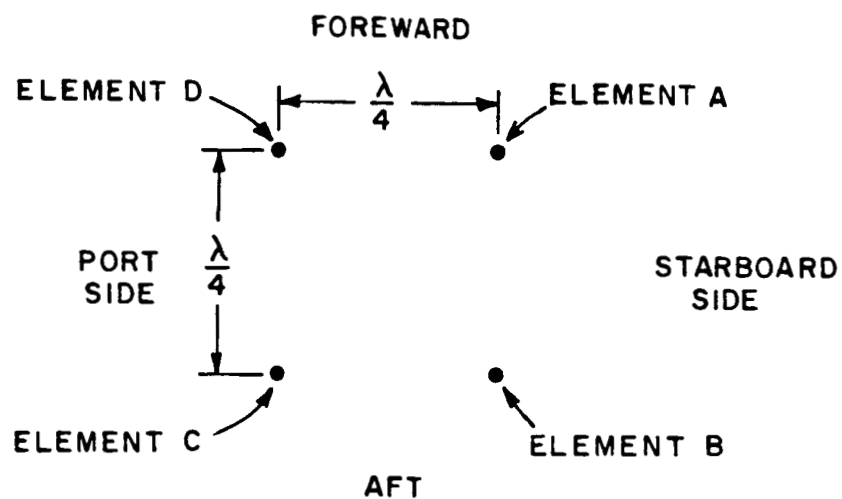 FOREWARD
ELEMENT D
λ/4
ELEMENT A
PORT
SIDE
λ/4
STARBOARD
SIDE
ELEMENT C
ELEMENT B
AFT